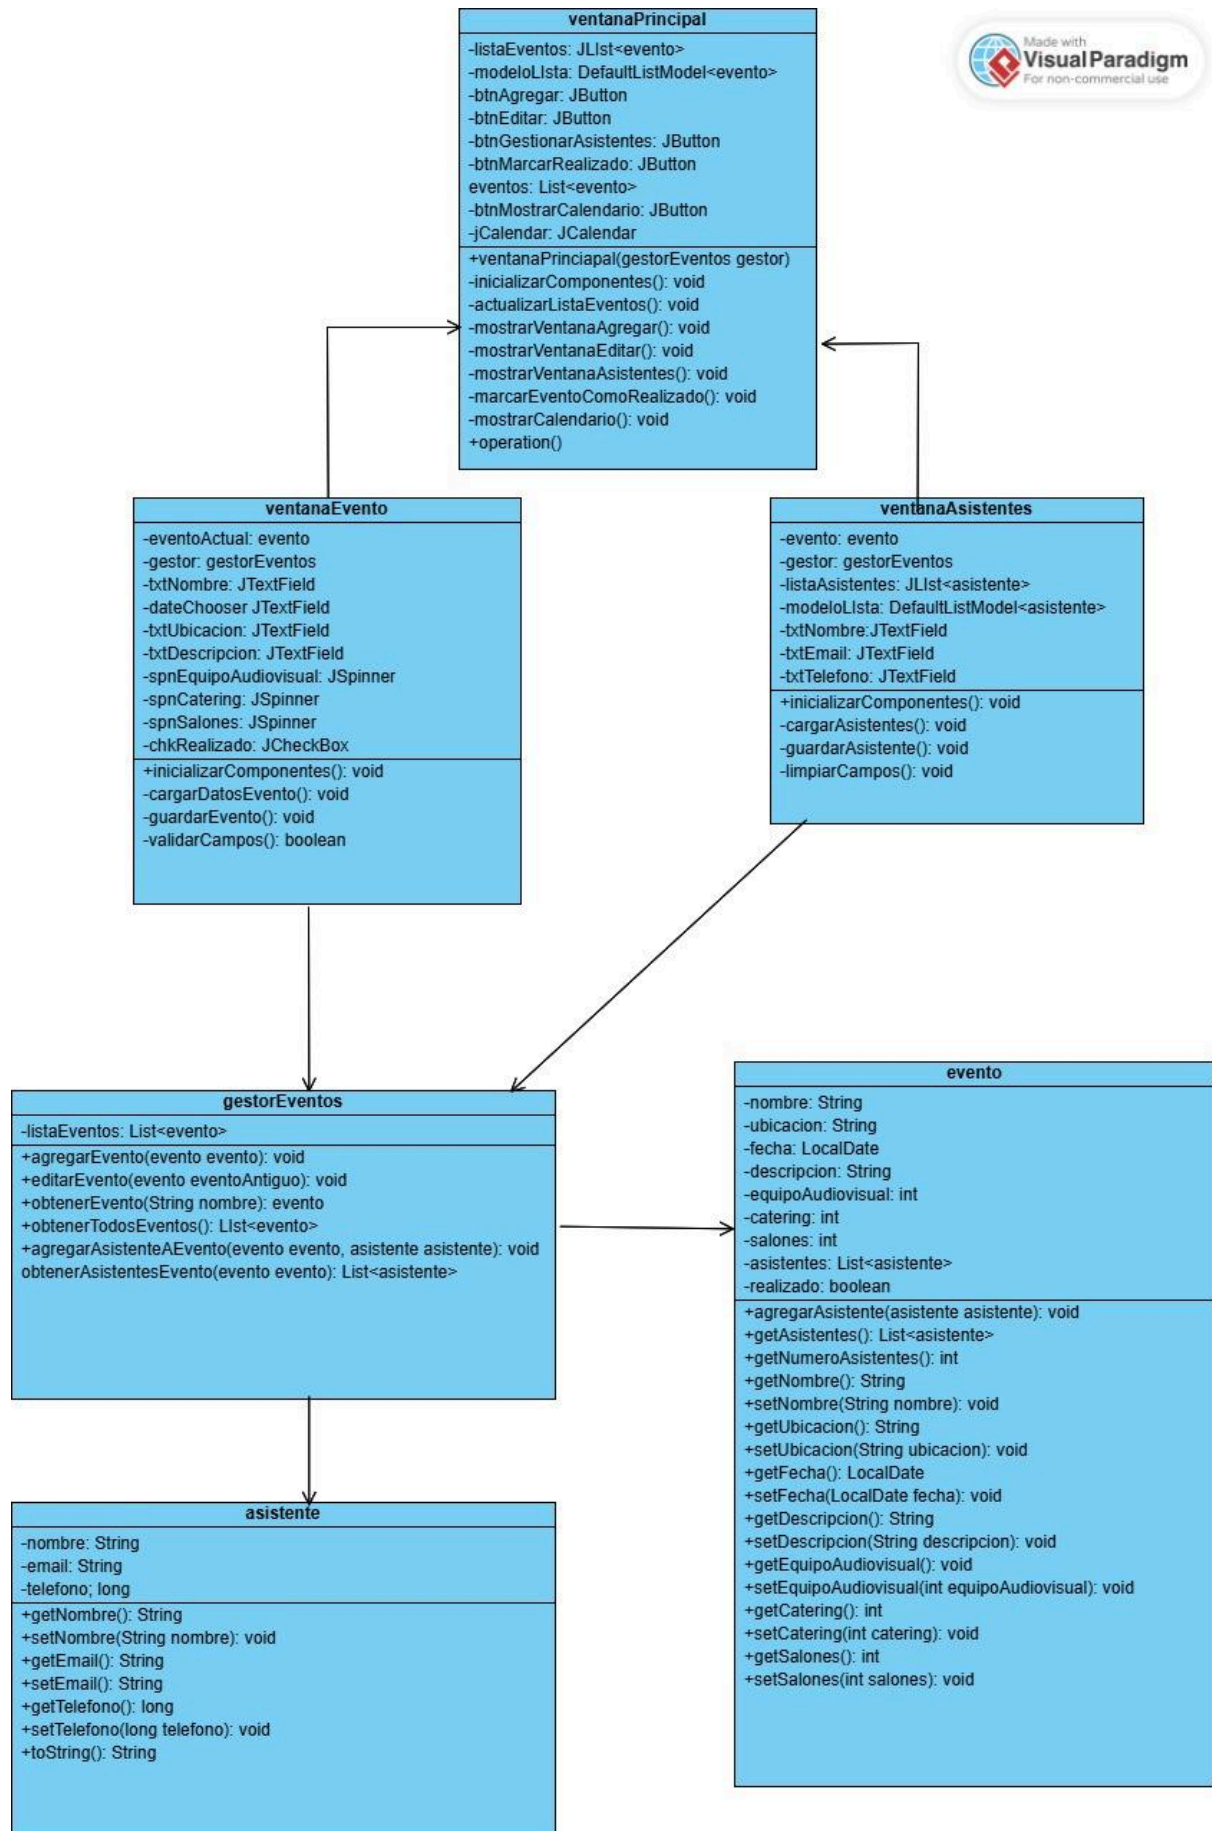 ventanaPrincipal
-listaEventos: JLIst<evento>
-modeloLIsta: DefaultListModel<evento>
-btnAgregar: JButton
-btnEditar: JButton
-btnGestionarAsistentes: JButton
-btnMarcarRealizado: JButton
eventos: List<evento>
-btnMostrarCalendario: JButton
-jCalendar: JCalendar
+ventanaPrinciapal(gestorEventos gestor)
-inicializarComponentes(): void
-actualizarListaEventos(): void
-mostrarVentanaAgregar(): void
-mostrarVentanaEditar(): void
-mostrarVentanaAsistentes(): void
-marcarEventoComoRealizado(): void
-mostrarCalendario(): void
+operation()
Made with
Visual Paradigm
For non-commercial use
ventanaEvento
-eventoActual: evento
-gestor: gestorEventos
-txtNombre: JTextField
-dateChooser JTextField
-txtUbicacion: JTextField
-txtDescripcion: JTextField
-spnEquipoAudiovisual: JSpinner
-spnCatering: JSpinner
-spnSalones: JSpinner
-chkRealizado: JCheckBox
+inicializarComponentes(): void
-cargarDatosEvento(): void
-guardarEvento(): void
-validarCampos(): boolean
ventanaAsistentes
-evento: evento
-gestor: gestorEventos
-listaAsistentes: JLIst<asistente>
-modeloLIsta: DefaultListModel<asistente>
-txtNombre:JTextField
-txtEmail: JTextField
-txtTelefono: JTextField
+inicializarComponentes(): void
-cargarAsistentes(): void
-guardarAsistente(): void
-limpiarCampos(): void
gestorEventos
-listaEventos: List<evento>
+agregarEvento(evento evento): void
+editarEvento(evento eventoAntiguo): void
+obtenerEvento(String nombre): evento
+obtenerTodosEventos(): LIst<evento>
+agregarAsistenteAEvento(evento evento, asistente asistente): void
obtenerAsistentesEvento(evento evento): List<asistente>
evento
-nombre: String
-ubicacion: String
-fecha: LocalDate
-descripcion: String
-equipoAudiovisual: int
-catering: int
-salones: int
-asistentes: List<asistente>
-realizado: boolean
+agregarAsistente(asistente asistente): void
+getAsistentes(): List<asistente>
+getNumeroAsistentes(): int
+getNombre(): String
+setNombre(String nombre): void
+getUbicacion(): String
+setUbicacion(String ubicacion): void
+getFecha(): LocalDate
+setFecha(LocalDate fecha): void
+getDescripcion(): String
+setDescripcion(String descripcion): void
+getEquipoAudiovisual(): void
+setEquipoAudiovisual(int equipoAudiovisual): void
+getCatering(): int
+setCatering(int catering): void
+getSalones(): int
+setSalones(int salones): void
asistente
-nombre: String
-email: String
-telefono; long
+getNombre(): String
+setNombre(String nombre): void
+getEmail(): String
+setEmail(): String
+getTelefono(): long
+setTelefono(long telefono): void
+toString(): String